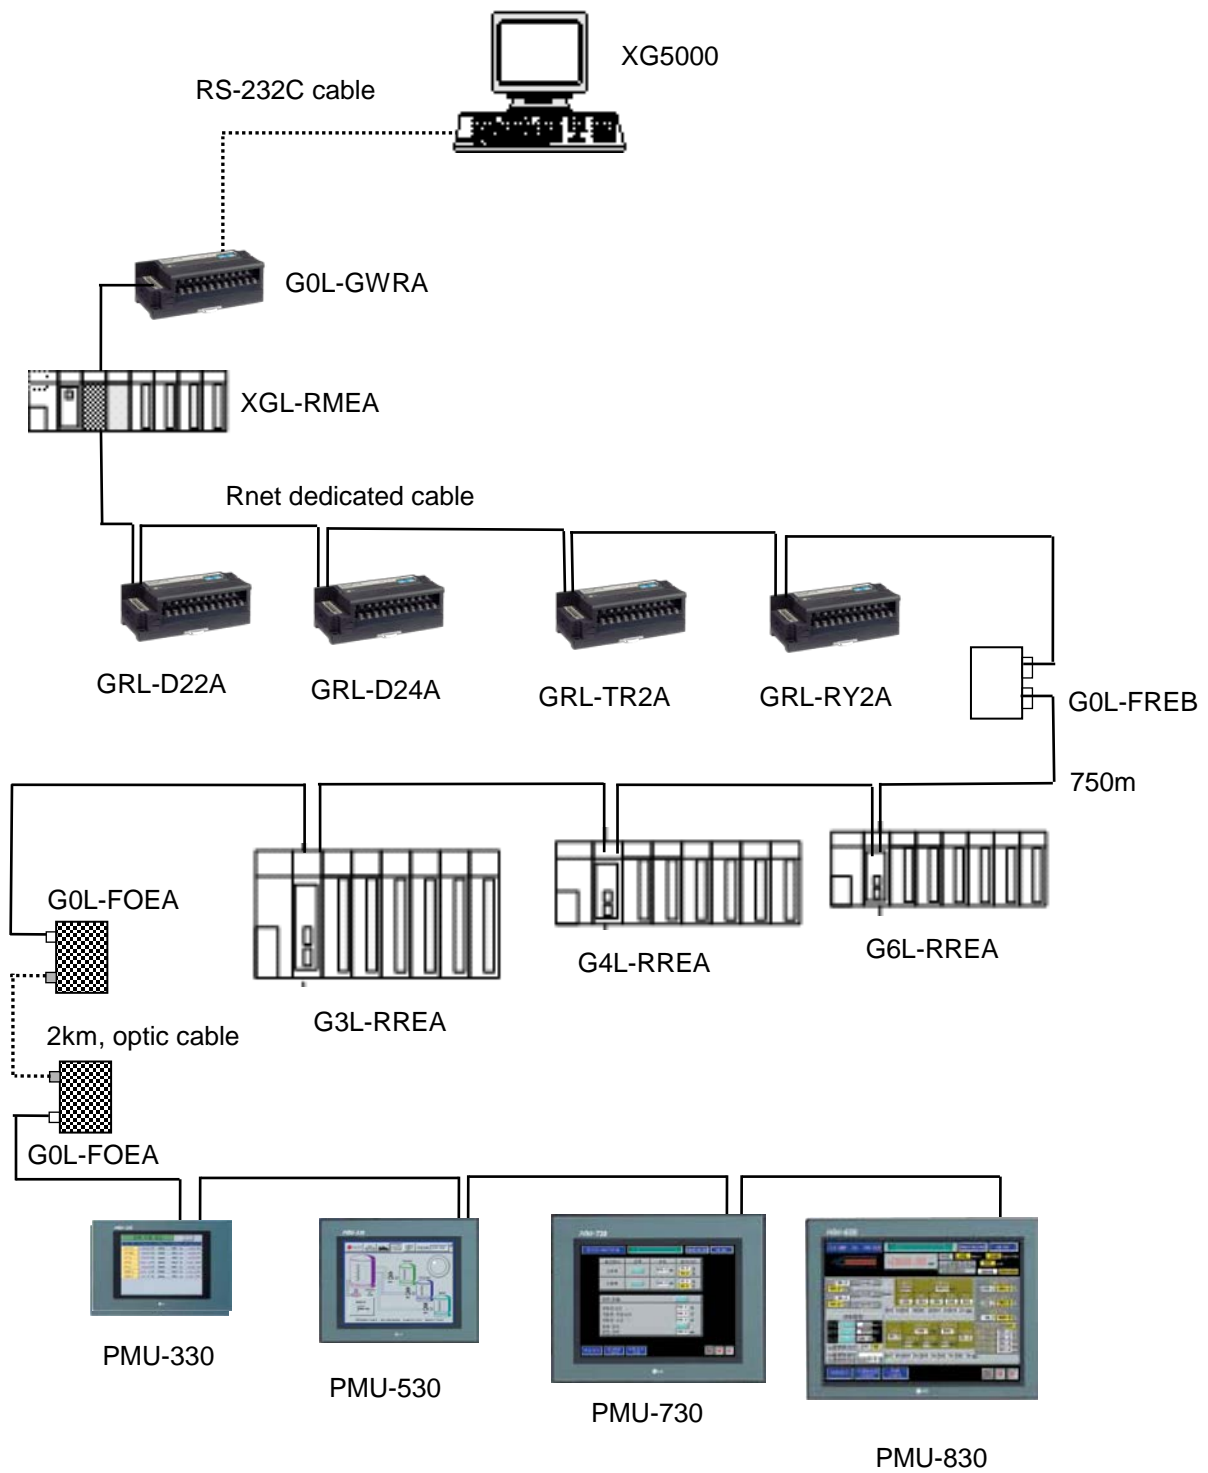 XG5000
RS-232C cable
G0L-GWRA
XGL-RMEA
Rnet dedicated cable
GRL-D22A
GRL-D24A
GRL-TR2A
GRL-RY2A
G0L-FREB
750m
G0L-FOEA
G3L-RREA
G4L-RREA
G6L-RREA
2km, optic cable
G0L-FOEA
PMU-330
PMU-530
PMU-730
PMU-830